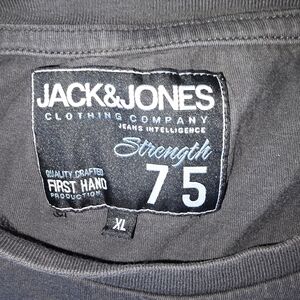 JACK&JONES
CLOTHING COMPANY
JEANS INTELLIGENCE
Strength
QUALITY CRAFTED
FIRST HAND
PRODUCTION
75
XL